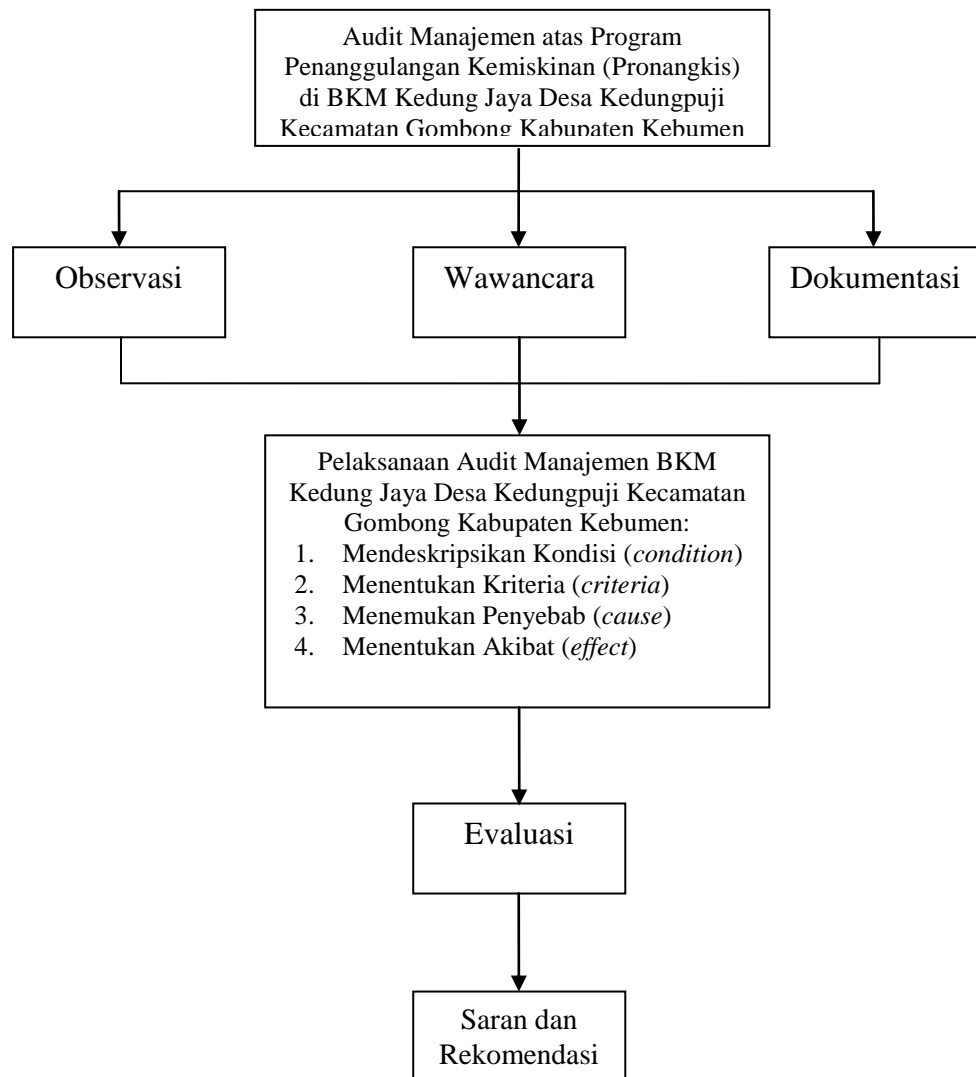 Audit Manajemen atas Program
Penanggulangan Kemiskinan (Pronangkis)
di BKM Kedung Jaya Desa Kedungpuji
Kecamatan Gombong Kabupaten Kebumen
Observasi
Wawancara
Dokumentasi
Pelaksanaan Audit Manajemen BKM
Kedung Jaya Desa Kedungpuji Kecamatan
Gombong Kabupaten Kebumen:
1. Mendeskripsikan Kondisi (condition)
2. Menentukan Kriteria (criteria)
3. Menemukan Penyebab (cause)
4. Menentukan Akibat (effect)
Evaluasi
Saran dan
Rekomendasi